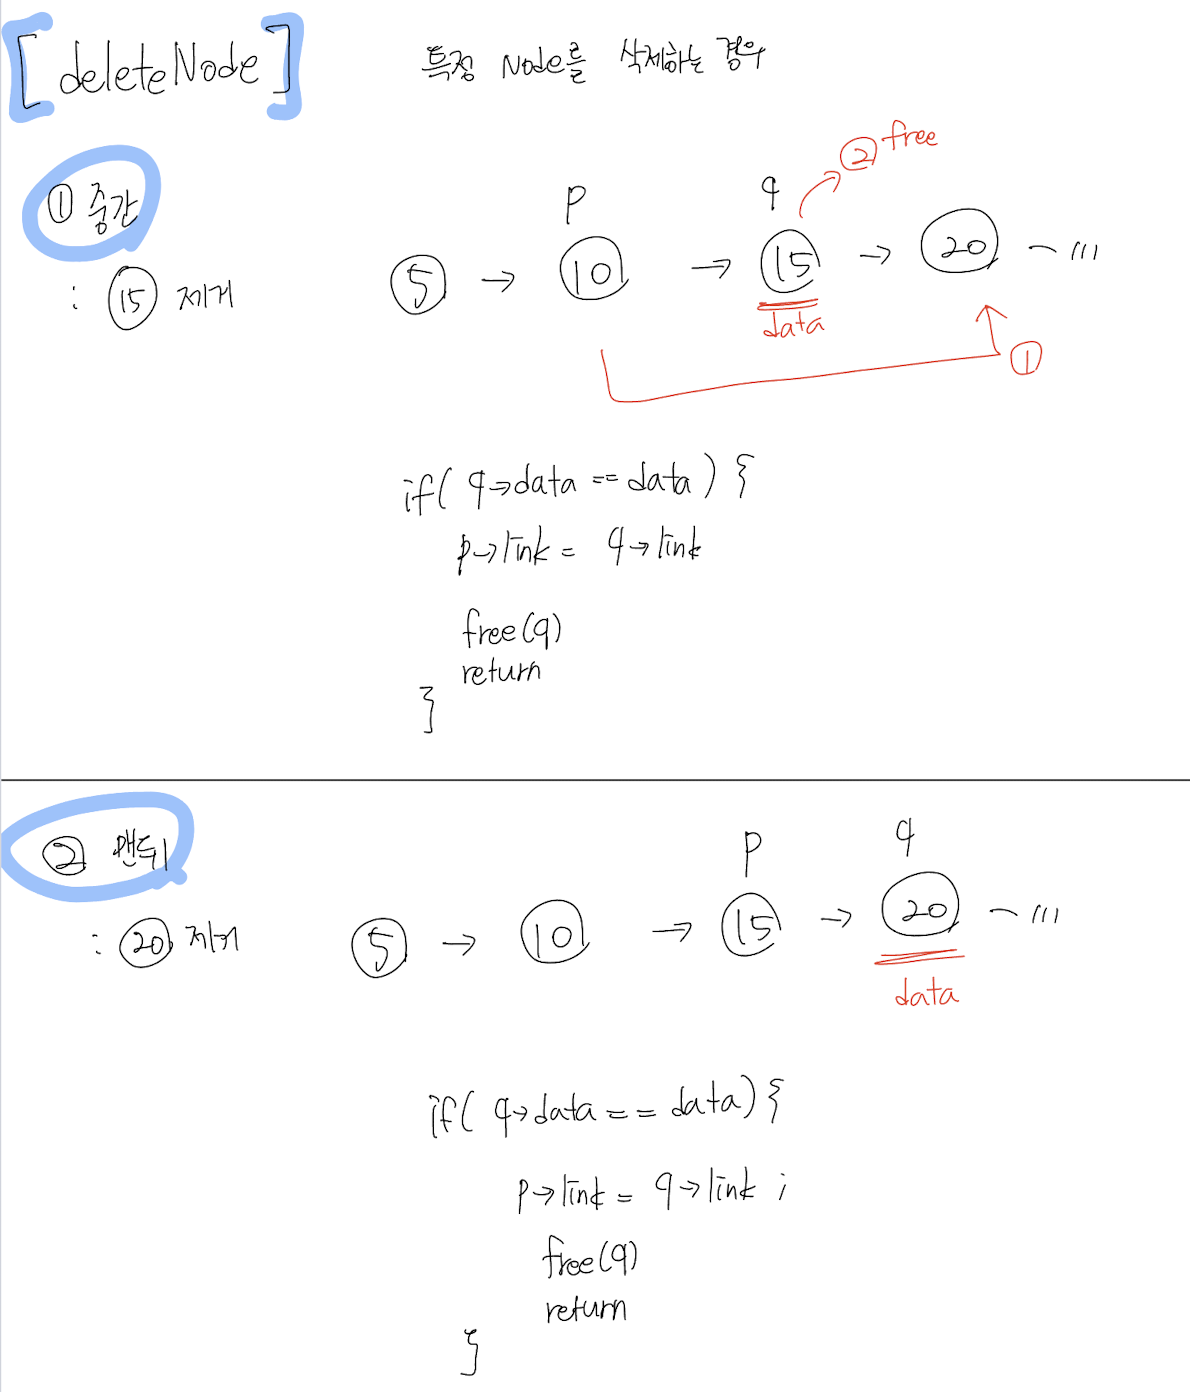 [deleteNode] 특정 Node를 삭제하는 경우
① 중간
② free
p q
: ⑮ 제거 ⑤ → ⑩ → ⑮ → ⑳ - ııı
data
①
if( q→data == data ) {
p→link = q→link
free(q)
return
}
② 맨뒤
p q
: ⑳ 제거 ⑤ → ⑩ → ⑮ → ⑳ - ııı
data
if( q→data == data) {
p→link = q→link ;
free(q)
return
}